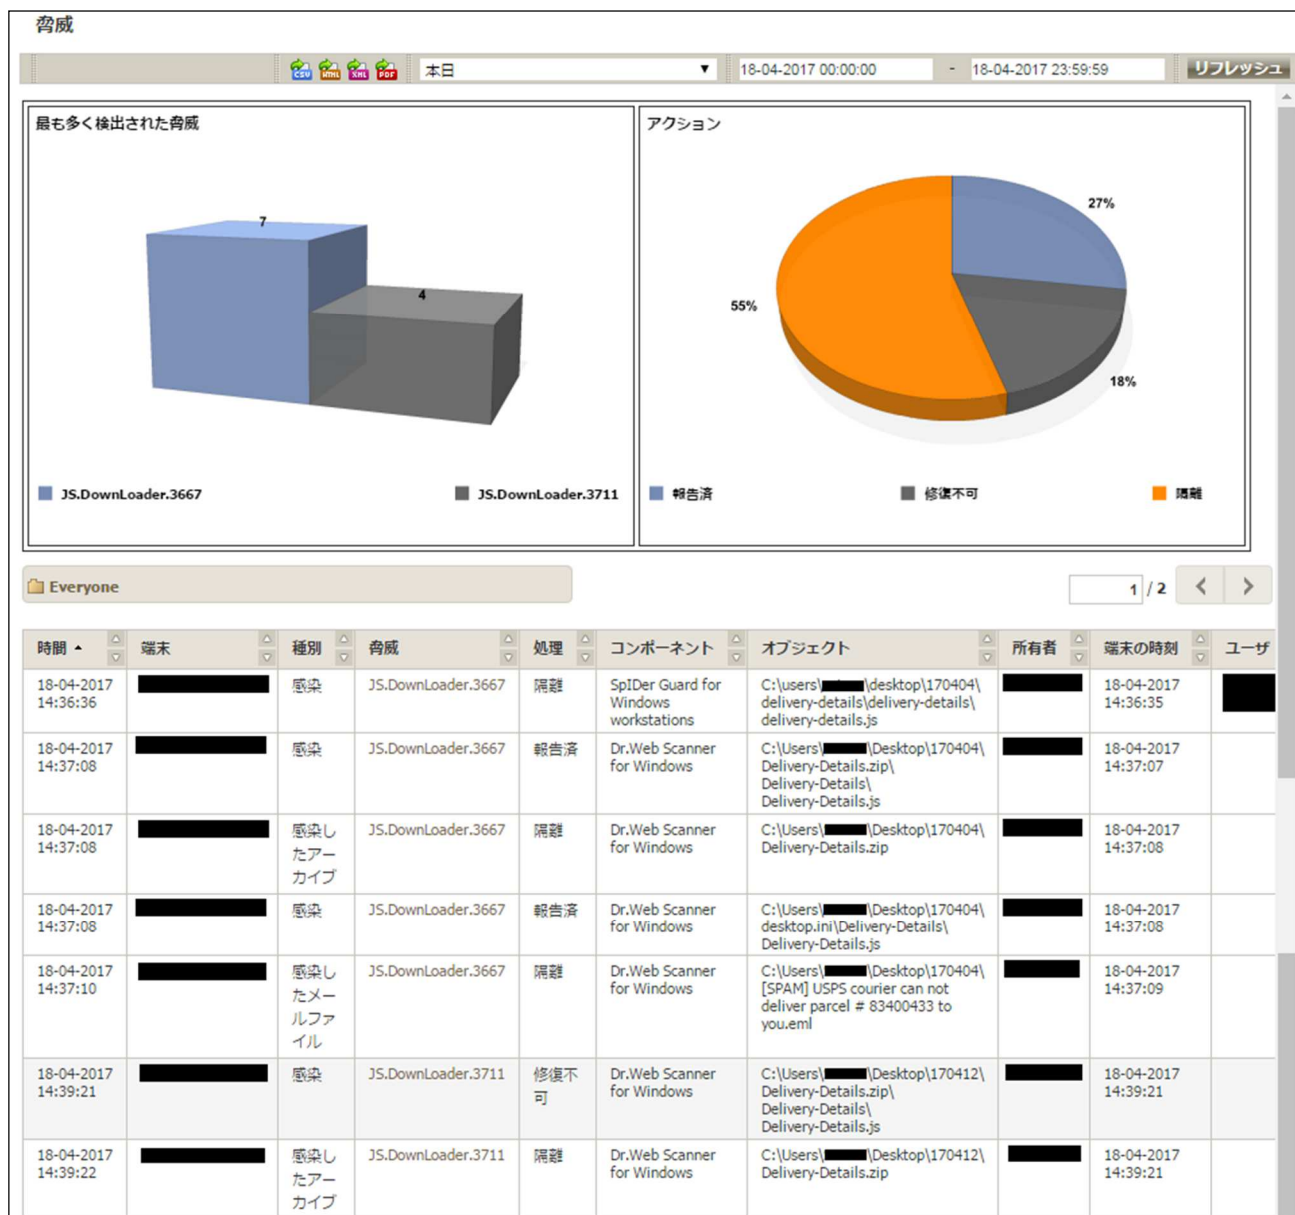 脅威
CSV HTML XML PDF
本日 ▼ 18-04-2017 00:00:00 - 18-04-2017 23:59:59 リフレッシュ
最も多く検出された脅威
7
4
JS.DownLoader.3667 JS.DownLoader.3711
アクション
27%
55%
18%
報告済 修復不可 隔離
Everyone
1 / 2
時間 端末 種別 脅威 処理 コンポーネント オブジェクト 所有者 端末の時刻 ユーザ
18-04-2017 感染 JS.DownLoader.3667 隔離 SpIDer Guard for C:\users\ \desktop\170404\ 18-04-2017
14:36:36 Windows delivery-details\delivery-details\ 14:36:35
workstations delivery-details.js
18-04-2017 感染 JS.DownLoader.3667 報告済 Dr.Web Scanner C:\Users\ \Desktop\170404\ 18-04-2017
14:37:08 for Windows Delivery-Details.zip\ 14:37:07
Delivery-Details\
Delivery-Details.js
18-04-2017 感染し JS.DownLoader.3667 隔離 Dr.Web Scanner C:\Users\ \Desktop\170404\ 18-04-2017
14:37:08 たアー for Windows Delivery-Details.zip 14:37:08
カイブ
18-04-2017 感染 JS.DownLoader.3667 報告済 Dr.Web Scanner C:\Users\ \Desktop\170404\ 18-04-2017
14:37:08 for Windows desktop.ini\Delivery-Details\ 14:37:08
Delivery-Details.js
18-04-2017 感染し JS.DownLoader.3667 隔離 Dr.Web Scanner C:\Users\ \Desktop\170404\ 18-04-2017
14:37:10 たメー for Windows [SPAM] USPS courier can not 14:37:09
ルファ deliver parcel # 83400433 to
イル you.eml
18-04-2017 感染 JS.DownLoader.3711 修復不 Dr.Web Scanner C:\Users\ \Desktop\170412\ 18-04-2017
14:39:21 可 for Windows Delivery-Details.zip\ 14:39:21
Delivery-Details\
Delivery-Details.js
18-04-2017 感染し JS.DownLoader.3711 隔離 Dr.Web Scanner C:\Users\ \Desktop\170412\ 18-04-2017
14:39:22 たアー for Windows Delivery-Details.zip 14:39:21
カイブ